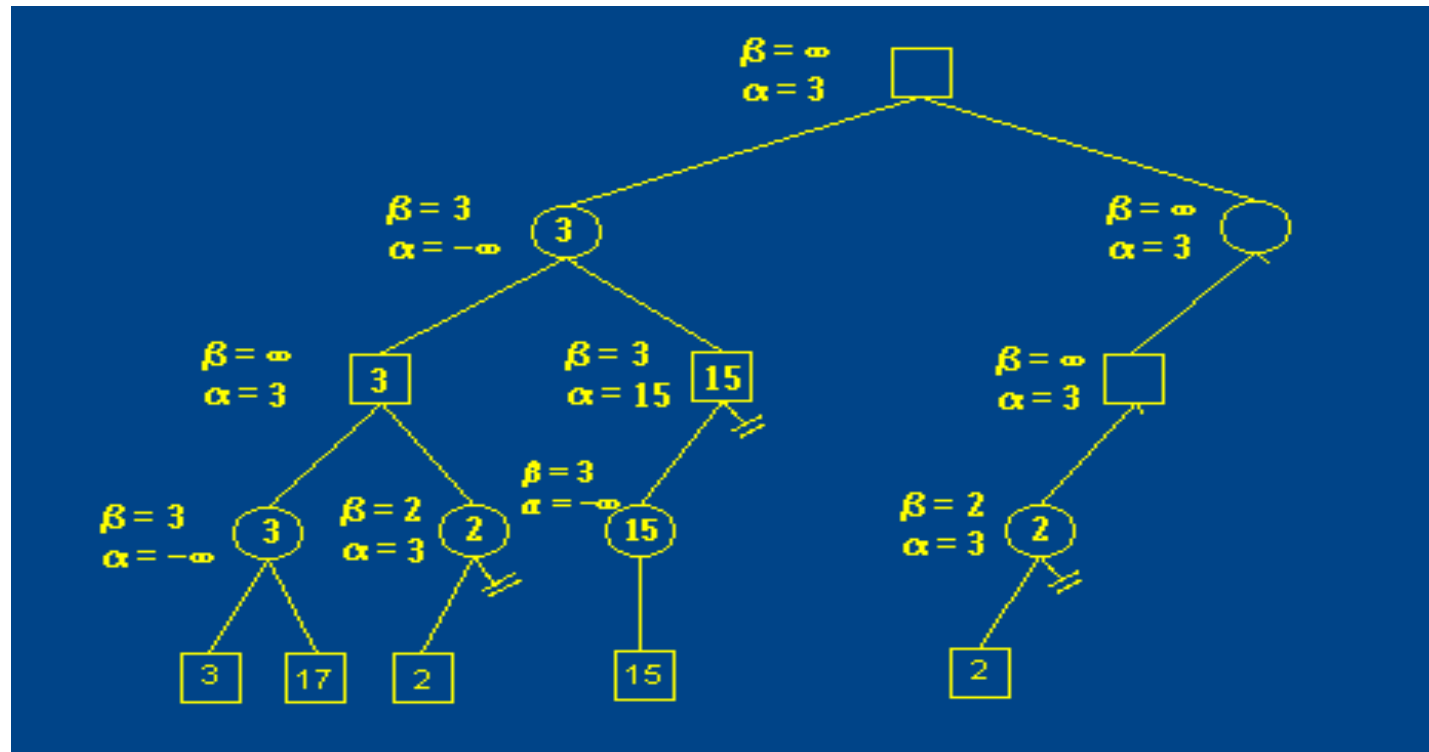 β = ∞
α = 3
β = 3
α = −∞
3
β = ∞
α = 3
β = ∞
α = 3
3
β = 3
α = 15
15
β = ∞
α = 3
β = 3
α = −∞
3
β = 2
α = 3
2
β = 3
α = −∞
15
β = 2
α = 3
2
3
17
2
15
2